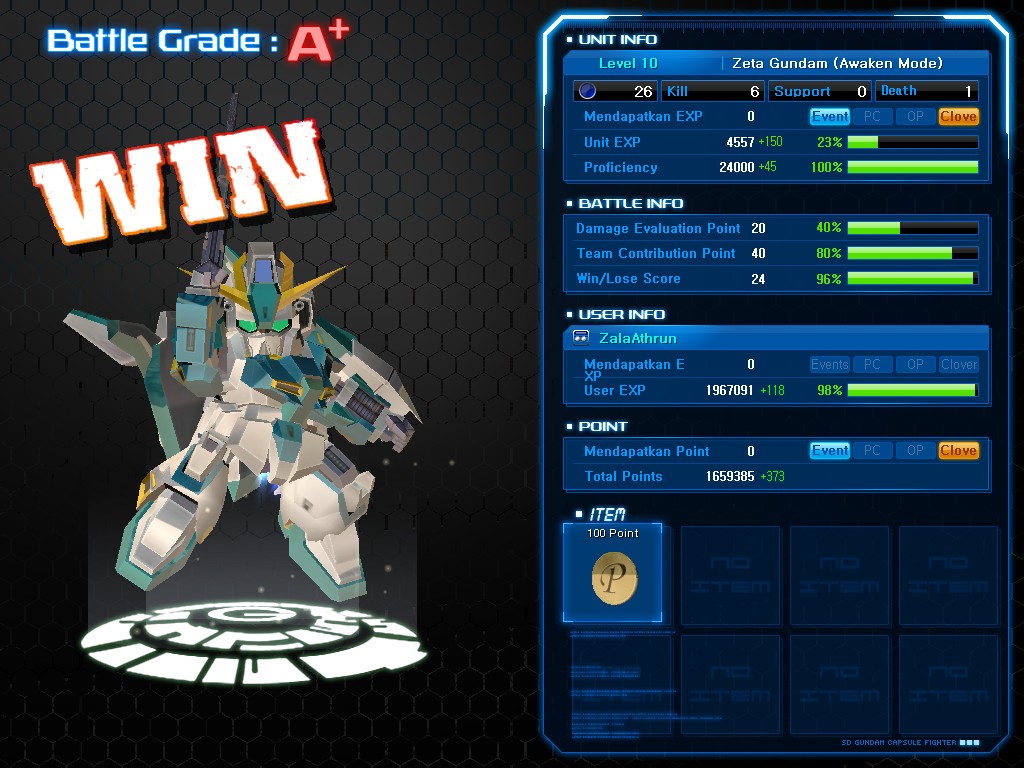 Battle Grade : A+
WIN
UNIT INFO
Level 10 Zeta Gundam (Awaken Mode)
26 Kill 6 Support 0 Death 1
Mendapatkan EXP 0 Event PC OP Clove
Unit EXP 4557 +150 23%
Proficiency 24000 +45 100%
BATTLE INFO
Damage Evaluation Point 20 40%
Team Contribution Point 40 80%
Win/Lose Score 24 96%
USER INFO
ZalaAthrun
Mendapatkan E
XP 0 Events PC OP Clover
User EXP 1967091 +118 98%
POINT
Mendapatkan Point 0 Event PC OP Clove
Total Points 1659385 +373
ITEM
100 Point
P
NO ITEM NO ITEM NO ITEM
NO ITEM NO ITEM NO ITEM
SD GUNDAM CAPSULE FIGHTER